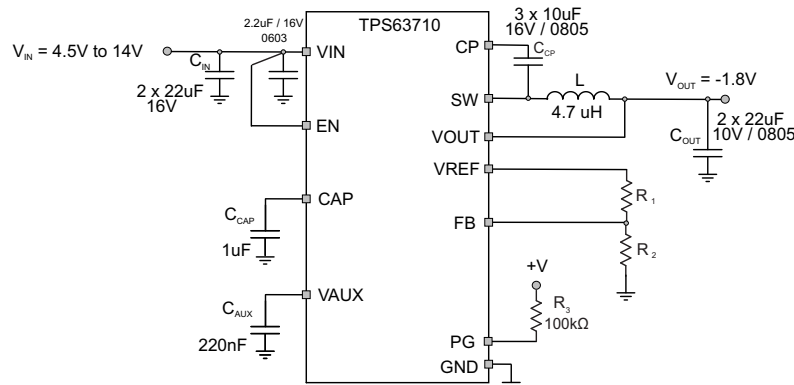 TPS63710
2.2uF / 16V
0603
3 x 10uF
16V / 0805
V_IN = 4.5V to 14V
C_IN
2 x 22uF
16V
VIN
EN
CAP
C_CAP
1uF
VAUX
C_AUX
220nF
CP
C_CP
SW
L
4.7 uH
V_OUT = -1.8V
2 x 22uF
10V / 0805
C_OUT
VOUT
VREF
R_1
FB
R_2
+V
R_3
100kΩ
PG
GND